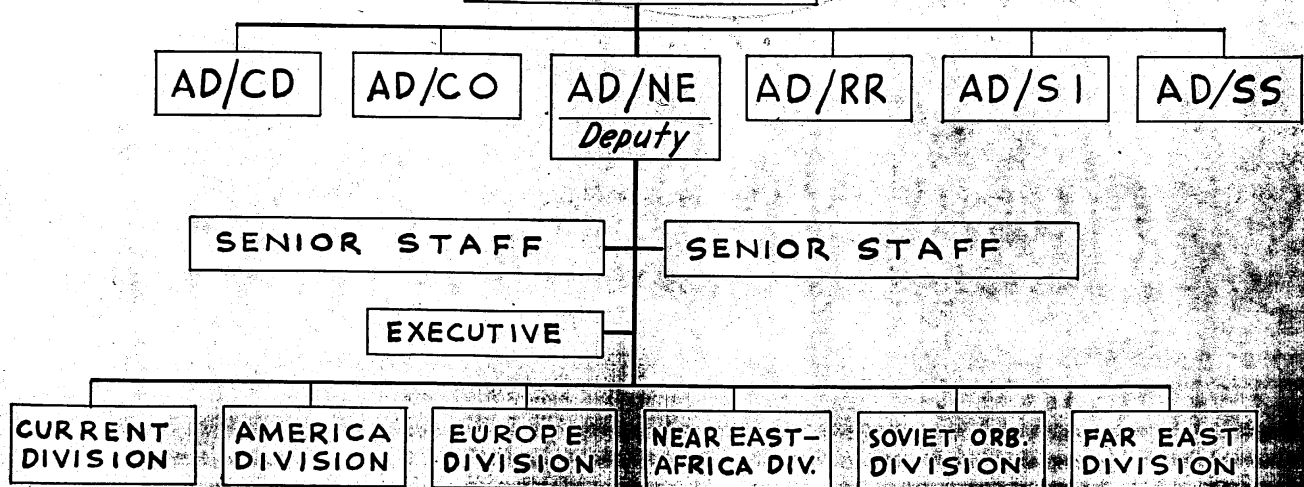 AD/CD
AD/CO
AD/NE
Deputy
AD/RR
AD/SI
AD/SS
SENIOR STAFF
SENIOR STAFF
EXECUTIVE
CURRENT
DIVISION
AMERICA
DIVISION
EUROPE
DIVISION
NEAR EAST-
AFRICA DIV.
SOVIET ORB.
DIVISION
FAR EAST
DIVISION